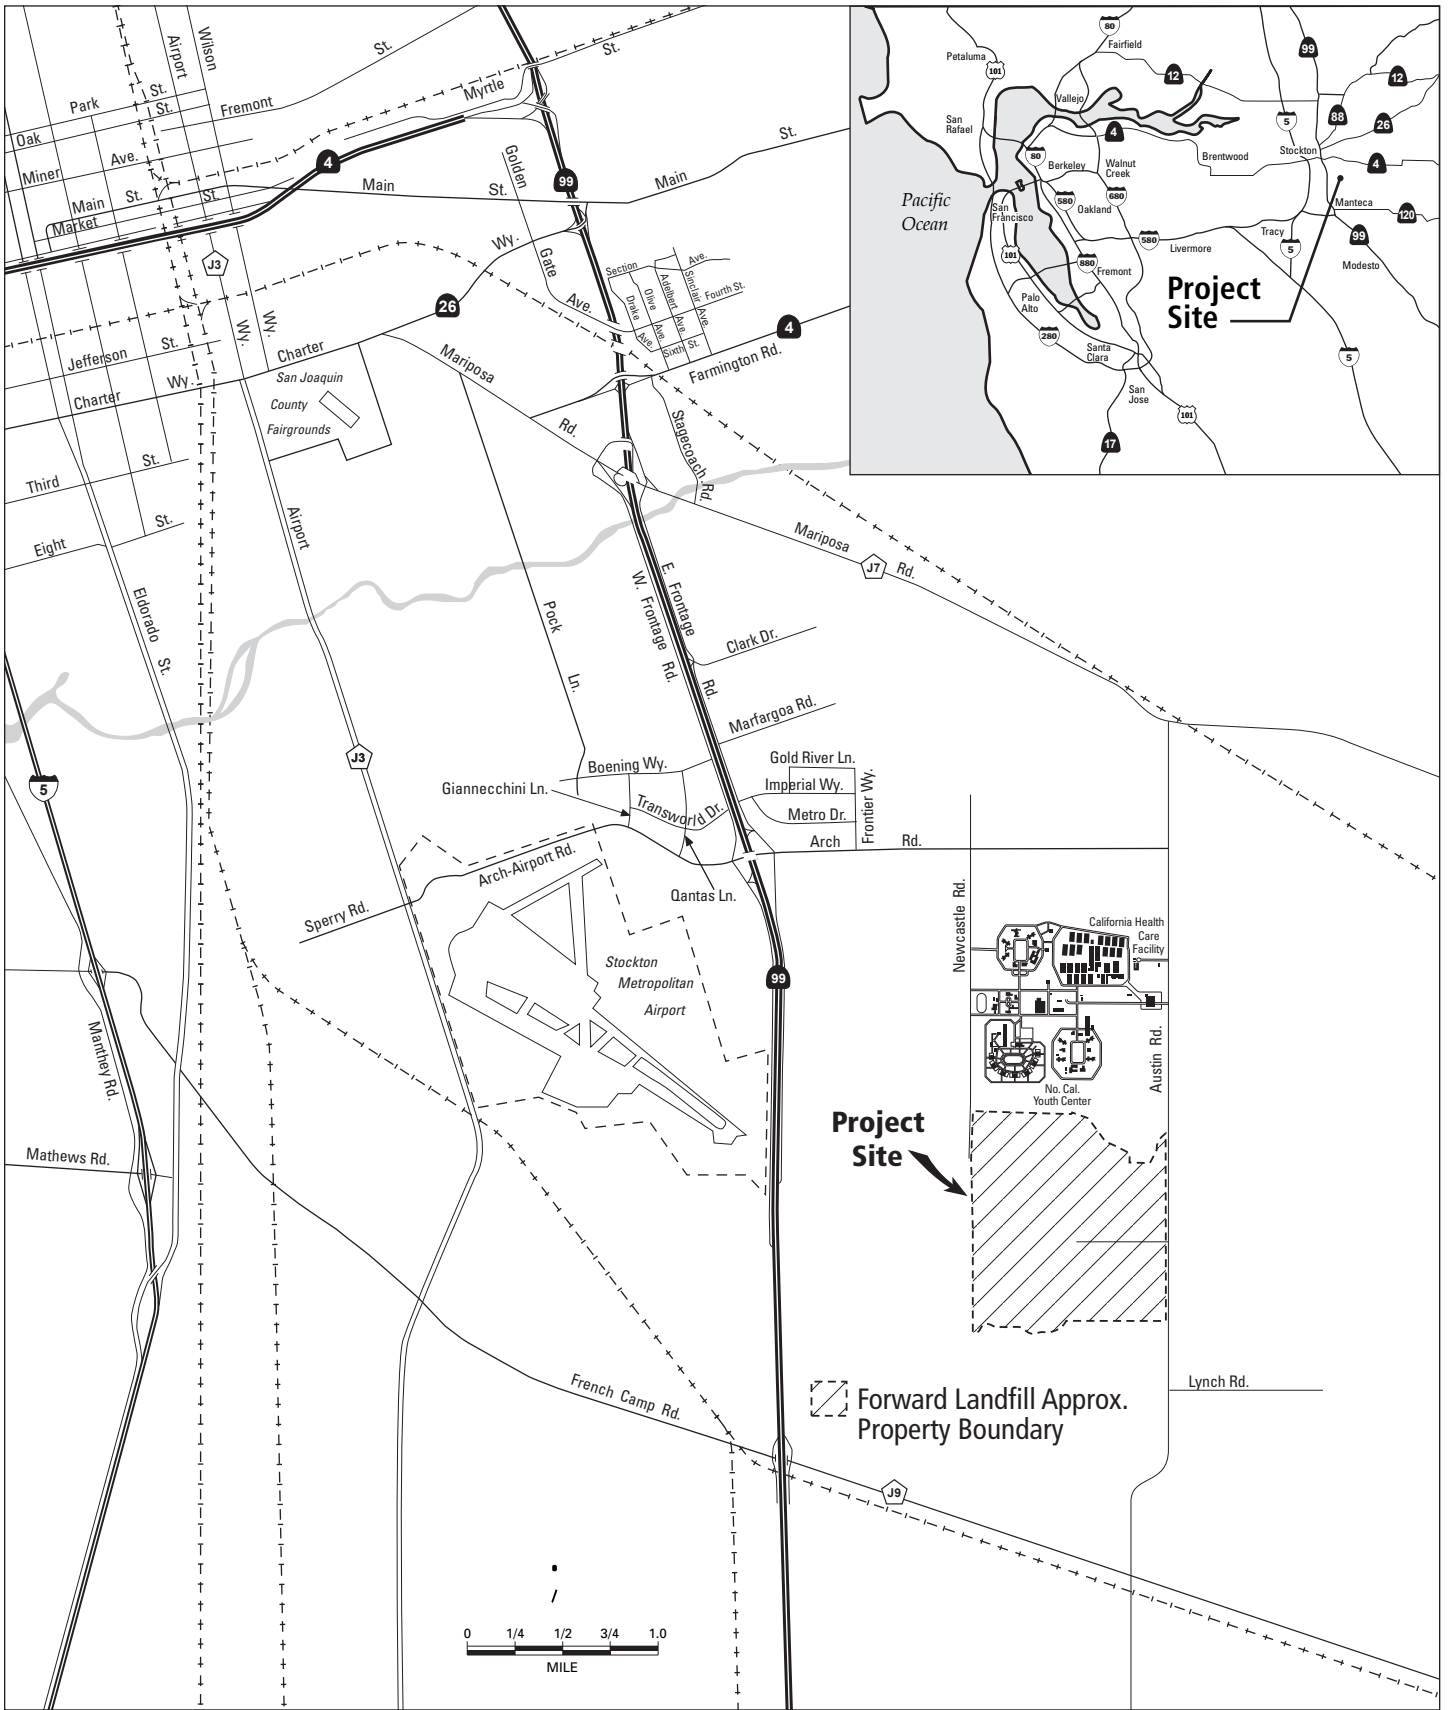 Park St.
Oak St.
Miner Ave.
Main St.
Market St.
Airport
Wilson
Fremont St.
Myrtle St.
4
99
Golden
Gate
Ave.
Main St.
Main St.
J3
Wy.
Wy.
26
Wy.
Section Ave.
Drake Ave.
Olive Ave.
Adelbert Ave.
Sinclair Ave.
Fourth St.
Sixth St.
4
Farmington Rd.
Jefferson St.
Charter Wy.
Charter
San Joaquin
County
Fairgrounds
Mariposa
Rd.
Stagecoach Rd.
Third St.
Eight St.
Airport
Eldorado St.
Pock Ln.
E. Frontage Rd.
W. Frontage Rd.
Mariposa Rd.
J7
Clark Dr.
Marfargoa Rd.
J3
5
Boening Wy.
Giannecchini Ln.
Transworld Dr.
Gold River Ln.
Imperial Wy.
Metro Dr.
Frontier Wy.
Arch Rd.
Arch-Airport Rd.
Qantas Ln.
Sperry Rd.
Stockton
Metropolitan
Airport
99
Newcastle Rd.
California Health
Care
Facility
Austin Rd.
No. Cal.
Youth Center
Manthey Rd.
Mathews Rd.
Project
Site
French Camp Rd.
Forward Landfill Approx.
Property Boundary
Lynch Rd.
J9
0 1/4 1/2 3/4 1.0
MILE
Petaluma
101
80
Fairfield
12
99
12
Vallejo
San
Rafael
4
5
88
26
80
Berkeley
Walnut
Creek
Brentwood
Stockton
4
Pacific
Ocean
San
Francisco
580
Oakland
680
Manteca
120
101
580
Livermore
Tracy
5
99
Modesto
880
Fremont
Project
Site
Palo
Alto
280
Santa
Clara
5
San
Jose
101
17